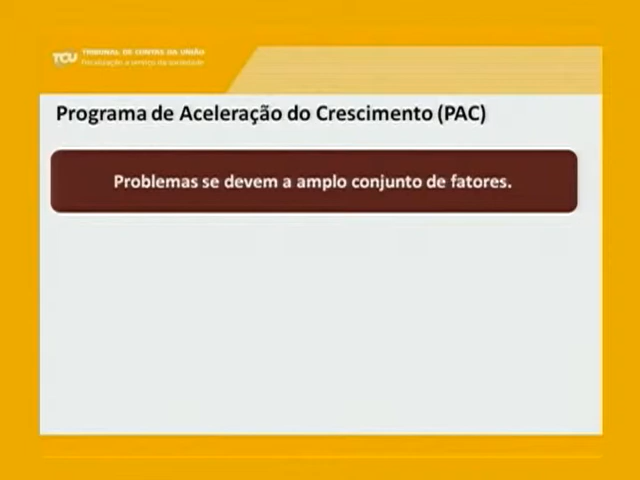 TCU TRIBUNAL DE CONTAS DA UNIÃO
Fiscalização a serviço da sociedade
Programa de Aceleração do Crescimento (PAC)
Problemas se devem a amplo conjunto de fatores.